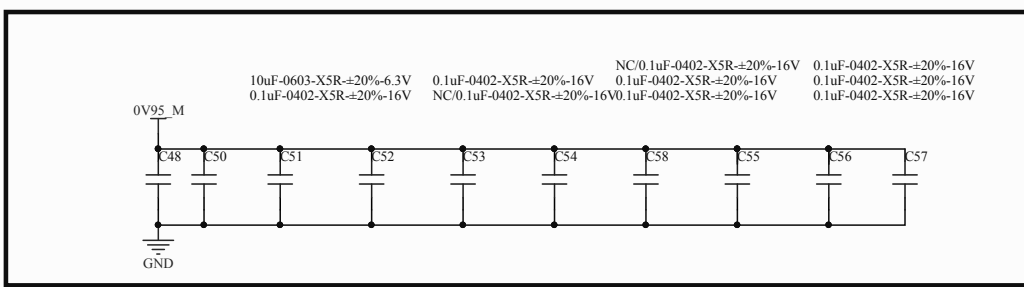 NC/0.1uF-0402-X5R-±20%-16V 0.1uF-0402-X5R-±20%-16V
10uF-0603-X5R-±20%-6.3V 0.1uF-0402-X5R-±20%-16V 0.1uF-0402-X5R-±20%-16V 0.1uF-0402-X5R-±20%-16V
0.1uF-0402-X5R-±20%-16V NC/0.1uF-0402-X5R-±20%-16V 0.1uF-0402-X5R-±20%-16V 0.1uF-0402-X5R-±20%-16V
0V95_M
C48 C50 C51 C52 C53 C54 C58 C55 C56 C57
GND